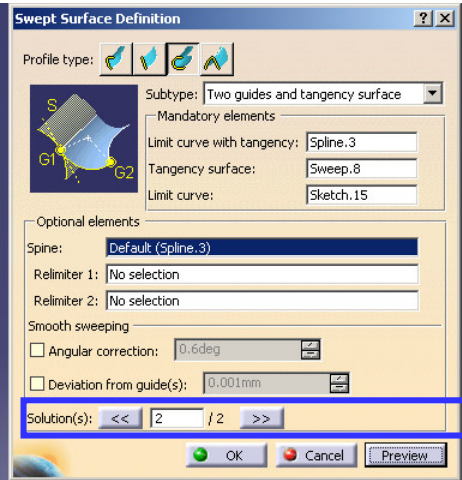 Swept Surface Definition
Profile type:
Subtype: Two guides and tangency surface
Mandatory elements
Limit curve with tangency: Spline.3
Tangency surface: Sweep.8
Limit curve: Sketch.15
S
G1
G2
Optional elements
Spine: Default (Spline.3)
Relimiter 1: No selection
Relimiter 2: No selection
Smooth sweeping
Angular correction: 0.6deg
Deviation from guide(s): 0.001mm
Solution(s): << 2 / 2 >>
OK Cancel Preview